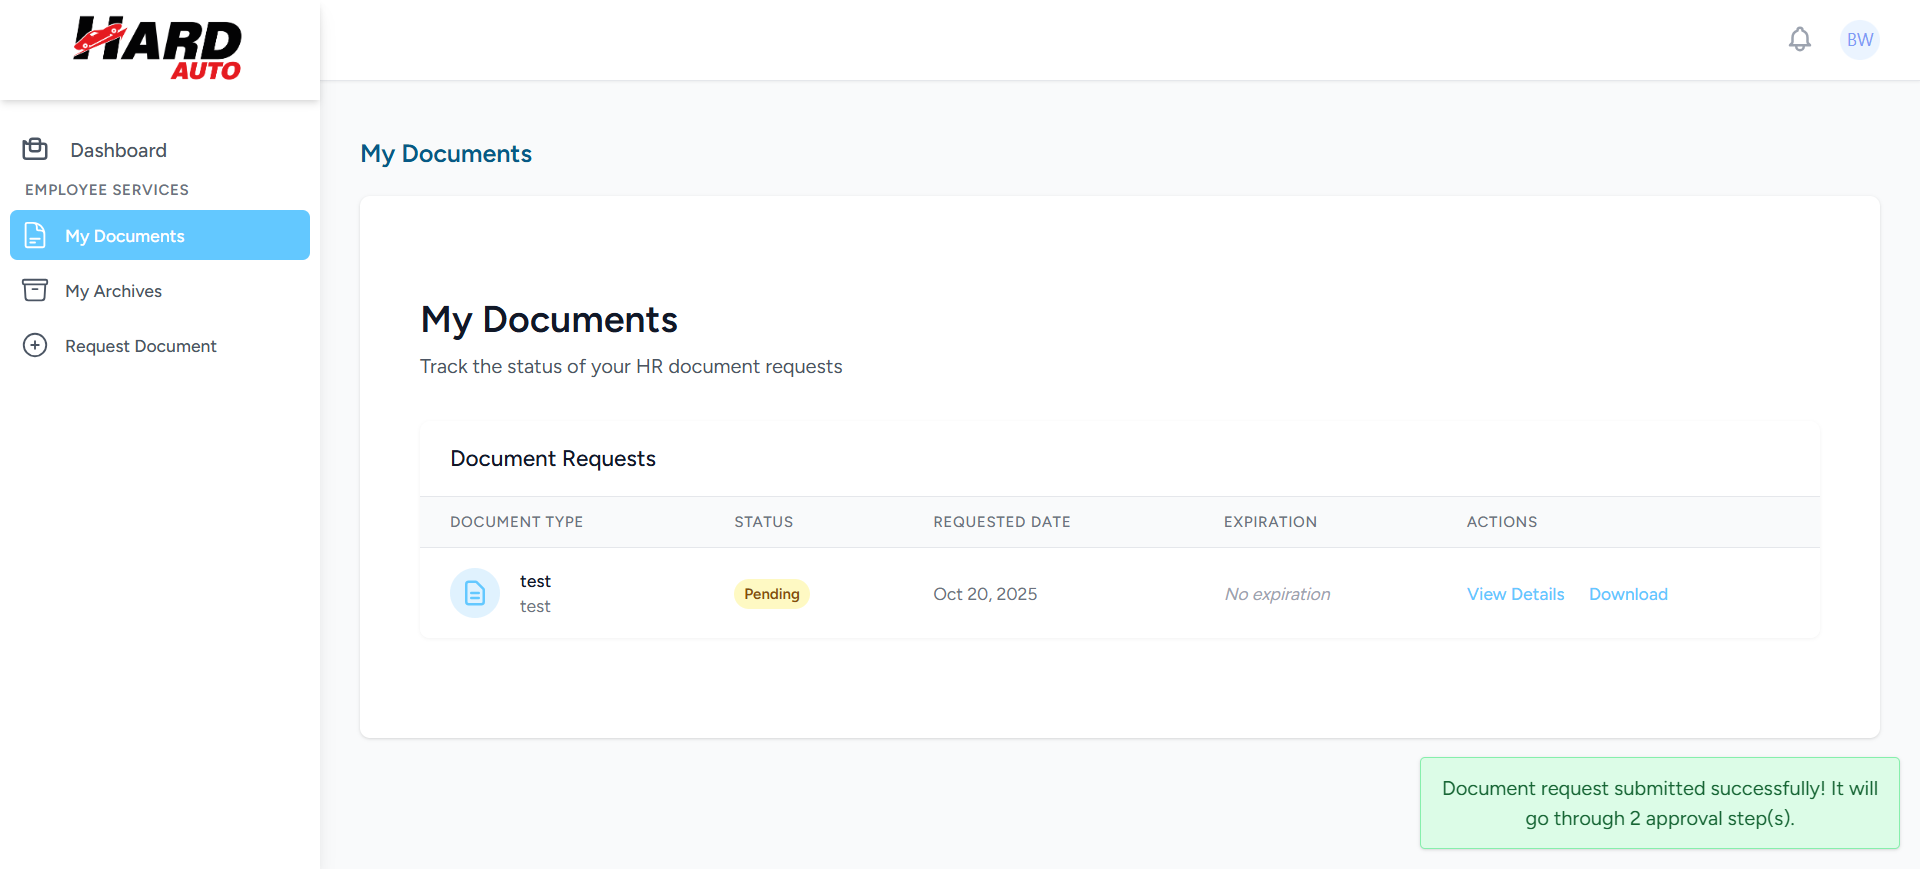 HARD
AUTO
BW
Dashboard
EMPLOYEE SERVICES
My Documents
My Archives
Request Document
My Documents
My Documents
Track the status of your HR document requests
Document Requests
DOCUMENT TYPE STATUS REQUESTED DATE EXPIRATION ACTIONS
test
test
Pending Oct 20, 2025 No expiration View Details Download
Document request submitted successfully! It will
go through 2 approval step(s).